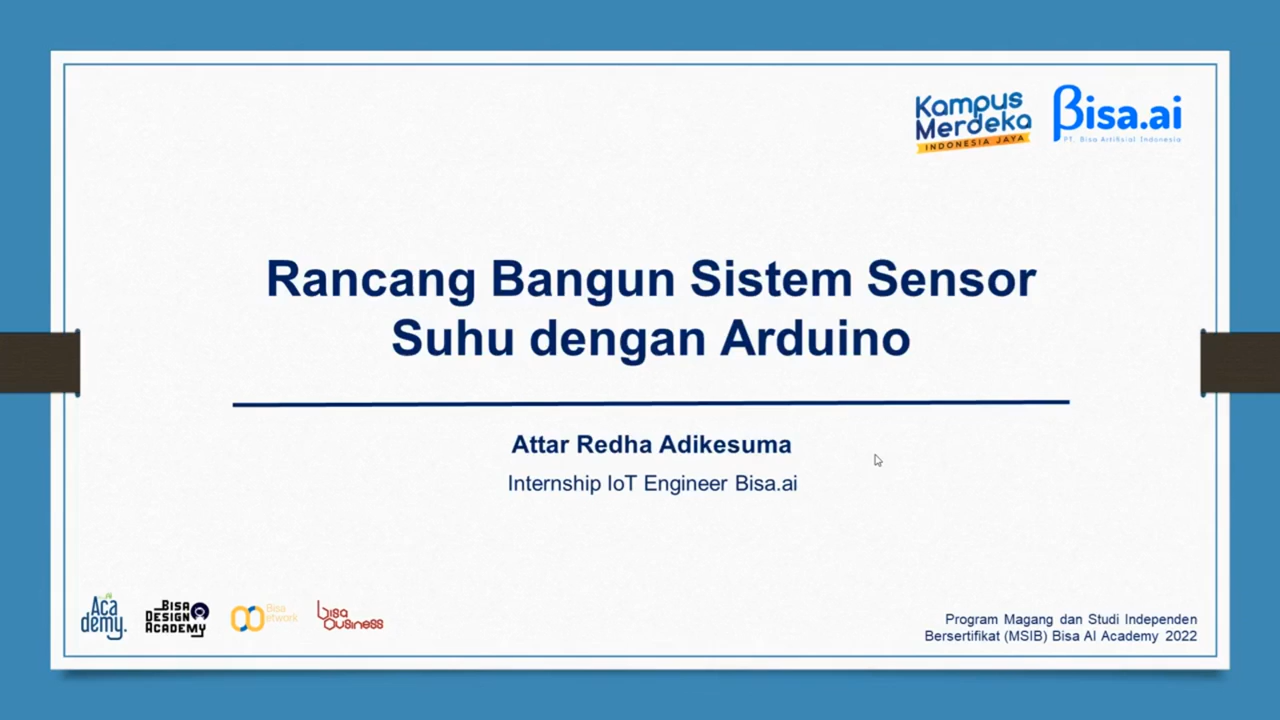 Kampus
Merdeka
INDONESIA JAYA
Bisa.ai
PT. Bisa Artifisial Indonesia
Rancang Bangun Sistem Sensor
Suhu dengan Arduino
Attar Redha Adikesuma
Internship IoT Engineer Bisa.ai
Aca
demy.
BISA
DESIGN
ACADEMY
Bisa
etwork
bisa
business
Program Magang dan Studi Independen
Bersertifikat (MSIB) Bisa AI Academy 2022